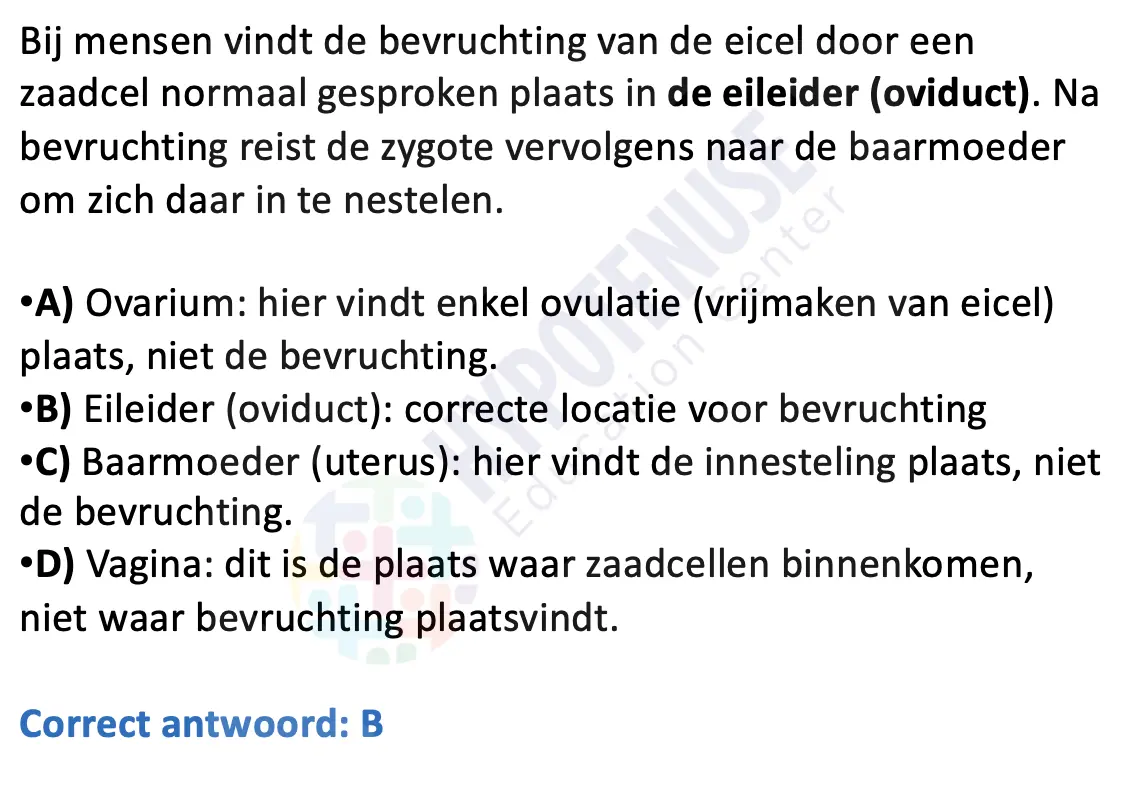 Bij mensen vindt de bevruchting van de eicel door een
zaadcel normaal gesproken plaats in de eileider (oviduct). Na
bevruchting reist de zygote vervolgens naar de baarmoeder
om zich daar in te nestelen.
•A) Ovarium: hier vindt enkel ovulatie (vrijmaken van eicel)
plaats, niet de bevruchting.
•B) Eileider (oviduct): correcte locatie voor bevruchting
•C) Baarmoeder (uterus): hier vindt de innesteling plaats, niet
de bevruchting.
•D) Vagina: dit is de plaats waar zaadcellen binnenkomen,
niet waar bevruchting plaatsvindt.
Correct antwoord: B
HYPOTENUSE
Education Center